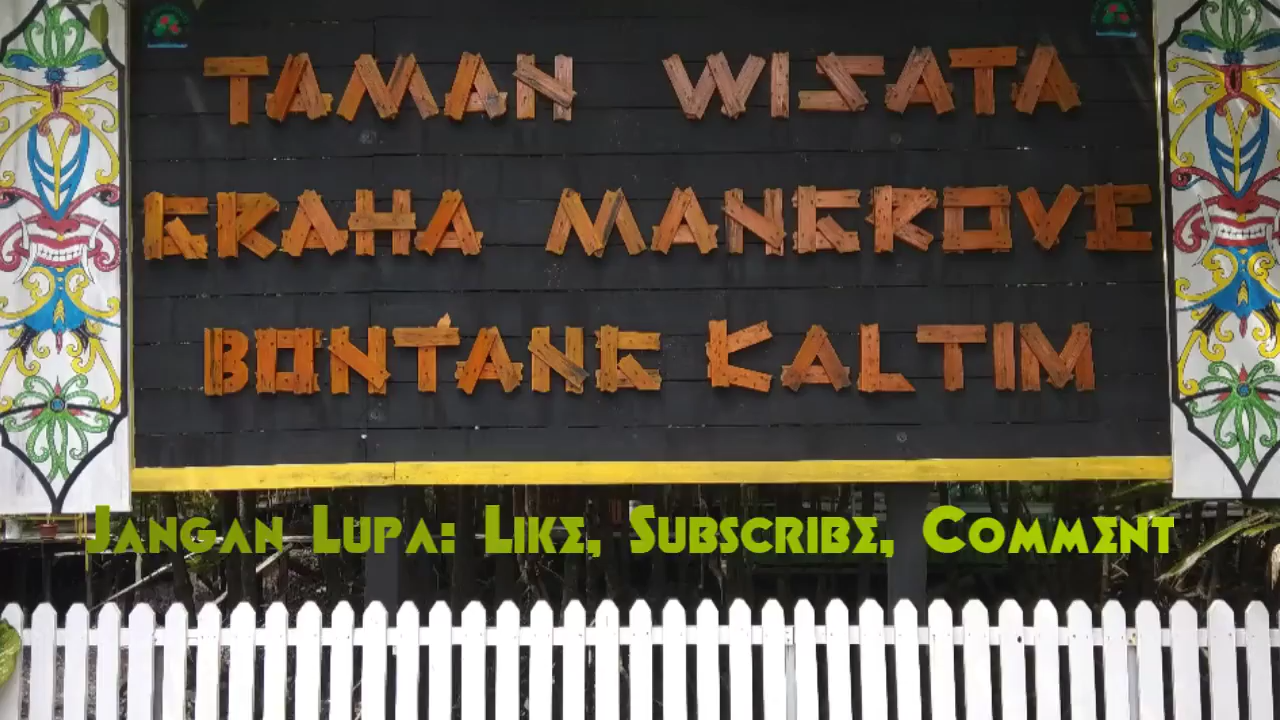 TAMAN WISATA
GRAHA MANGROVE
BONTANG KALTIM
Jangan Lupa: Like, Subscribe, Comment